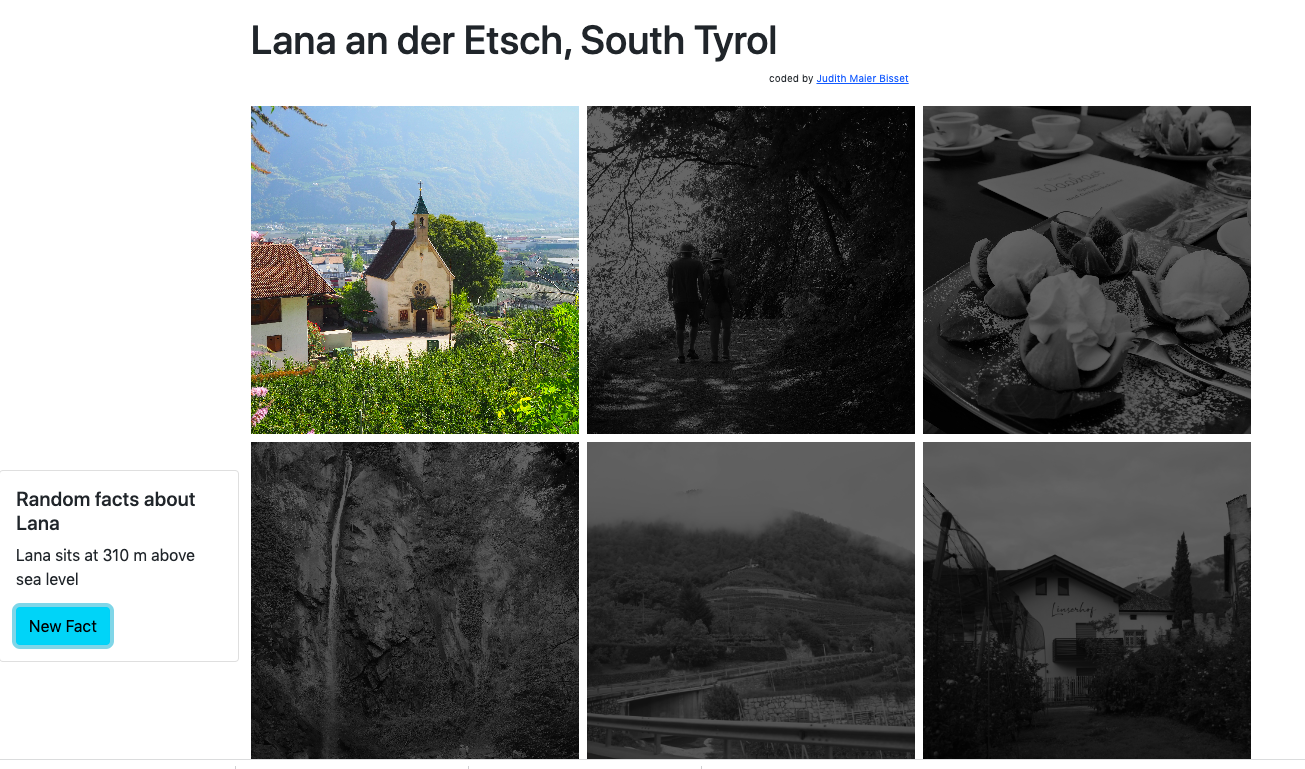 Lana an der Etsch, South Tyrol
coded by Judith Maier Bisset
Random facts about
Lana
Lana sits at 310 m above
sea level
New Fact
Linserhof